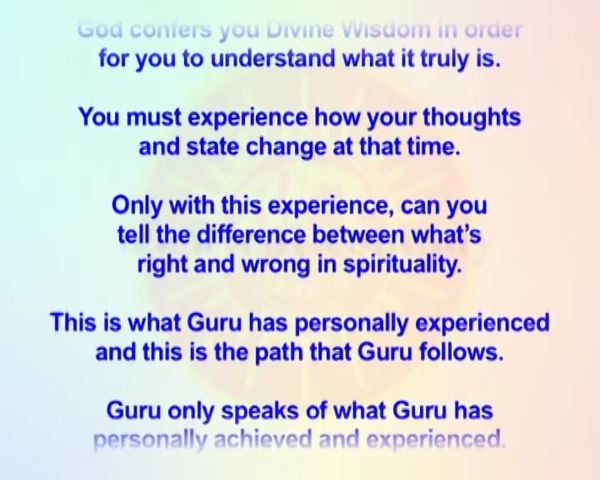 God confers you Divine Wisdom in order
for you to understand what it truly is.
You must experience how your thoughts
and state change at that time.
Only with this experience, can you
tell the difference between what's
right and wrong in spirituality.
This is what Guru has personally experienced
and this is the path that Guru follows.
Guru only speaks of what Guru has
personally achieved and experienced.